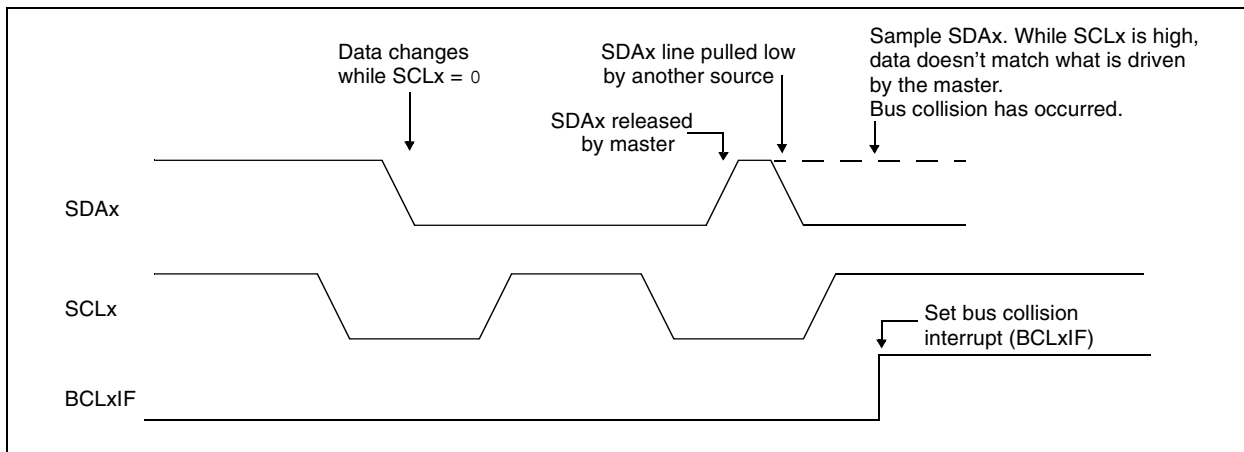 Data changes
while SCLx = 0
SDAx line pulled low
by another source
Sample SDAx. While SCLx is high,
data doesn’t match what is driven
by the master.
Bus collision has occurred.
SDAx released
by master
SDAx
SCLx
Set bus collision
interrupt (BCLxIF)
BCLxIF